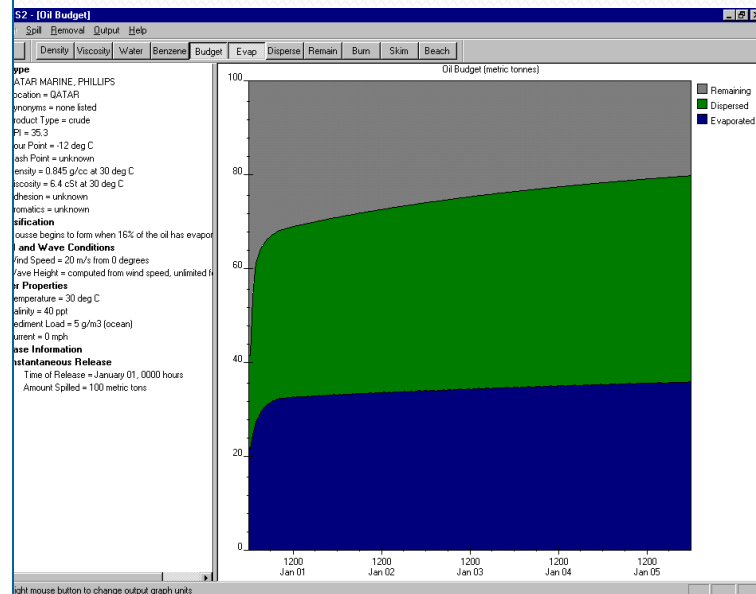 S2 - [Oil Budget]
Spill Removal Output Help
Density Viscosity Water Benzene Budget Evap Disperse Remain Burn Skim Beach
ype
ATAR MARINE, PHILLIPS
ocation = QATAR
ynonyms = none listed
roduct Type = crude
PI = 35.3
our Point = -12 deg C
ash Point = unknown
ensity = 0.845 g/cc at 30 deg C
iscosity = 6.4 cSt at 30 deg C
dhesion = unknown
romatics = unknown
sification
ousse begins to form when 16% of the oil has evapor
l and Wave Conditions
ind Speed = 20 m/s from 0 degrees
ave Height = computed from wind speed, unlimited f
er Properties
emperature = 30 deg C
alinity = 40 ppt
ediment Load = 5 g/m3 (ocean)
urrent = 0 mph
ase Information
nstantaneous Release
Time of Release = January 01, 0000 hours
Amount Spilled = 100 metric tons
Oil Budget (metric tonnes)
100
80
60
40
20
0
1200 1200 1200 1200 1200
Jan 01 Jan 02 Jan 03 Jan 04 Jan 05
Remaining
Dispersed
Evaporated
ight mouse button to change output graph units